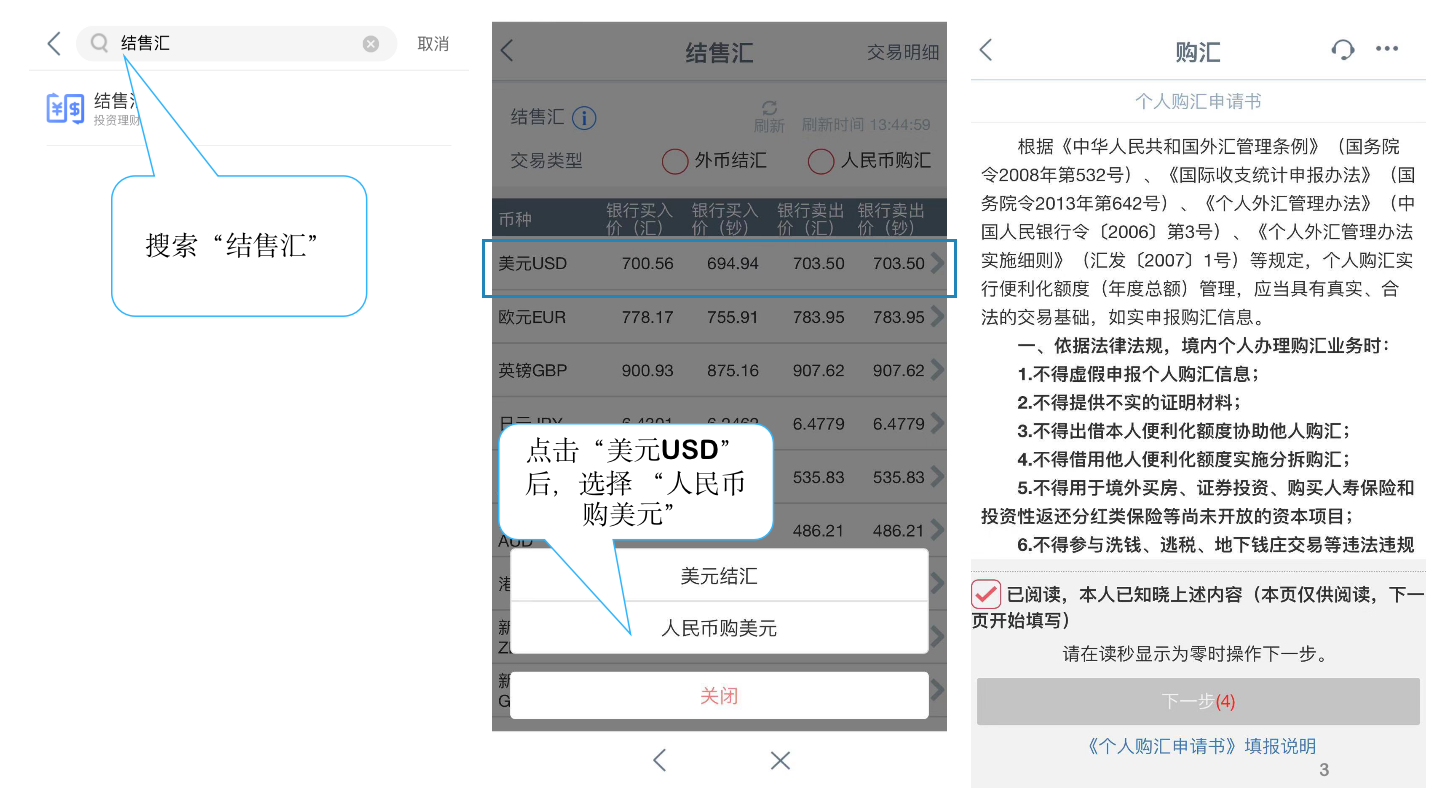 结售汇
取消
结售汇
投资理财
搜索“结售汇”
结售汇
交易明细
结售汇
刷新
刷新时间 13:44:59
交易类型
外币结汇
人民币购汇
币种
银行买入价（汇）
银行买入价（钞）
银行卖出价（汇）
银行卖出价（钞）
美元USD 700.56 694.94 703.50 703.50
欧元EUR 778.17 755.91 783.95 783.95
英镑GBP 900.93 875.16 907.62 907.62
6.4779 6.4779
535.83 535.83
486.21 486.21
点击“美元USD”
后，选择 “人民币
购美元”
AUD
港
新
新
G
美元结汇
人民币购美元
关闭
购汇
个人购汇申请书
根据《中华人民共和国外汇管理条例》（国务院
令2008年第532号）、《国际收支统计申报办法》（国
务院令2013年第642号）、《个人外汇管理办法》（中
国人民银行令〔2006〕第3号）、《个人外汇管理办法
实施细则》（汇发〔2007〕1号）等规定，个人购汇实
行便利化额度（年度总额）管理，应当具有真实、合
法的交易基础，如实申报购汇信息。
一、依据法律法规，境内个人办理购汇业务时：
1.不得虚假申报个人购汇信息；
2.不得提供不实的证明材料；
3.不得出借本人便利化额度协助他人购汇；
4.不得借用他人便利化额度实施分拆购汇；
5.不得用于境外买房、证券投资、购买人寿保险和
投资性返还分红类保险等尚未开放的资本项目；
6.不得参与洗钱、逃税、地下钱庄交易等违法违规
已阅读，本人已知晓上述内容（本页仅供阅读，下一
页开始填写）
请在读秒显示为零时操作下一步。
下一步(4)
《个人购汇申请书》填报说明
3